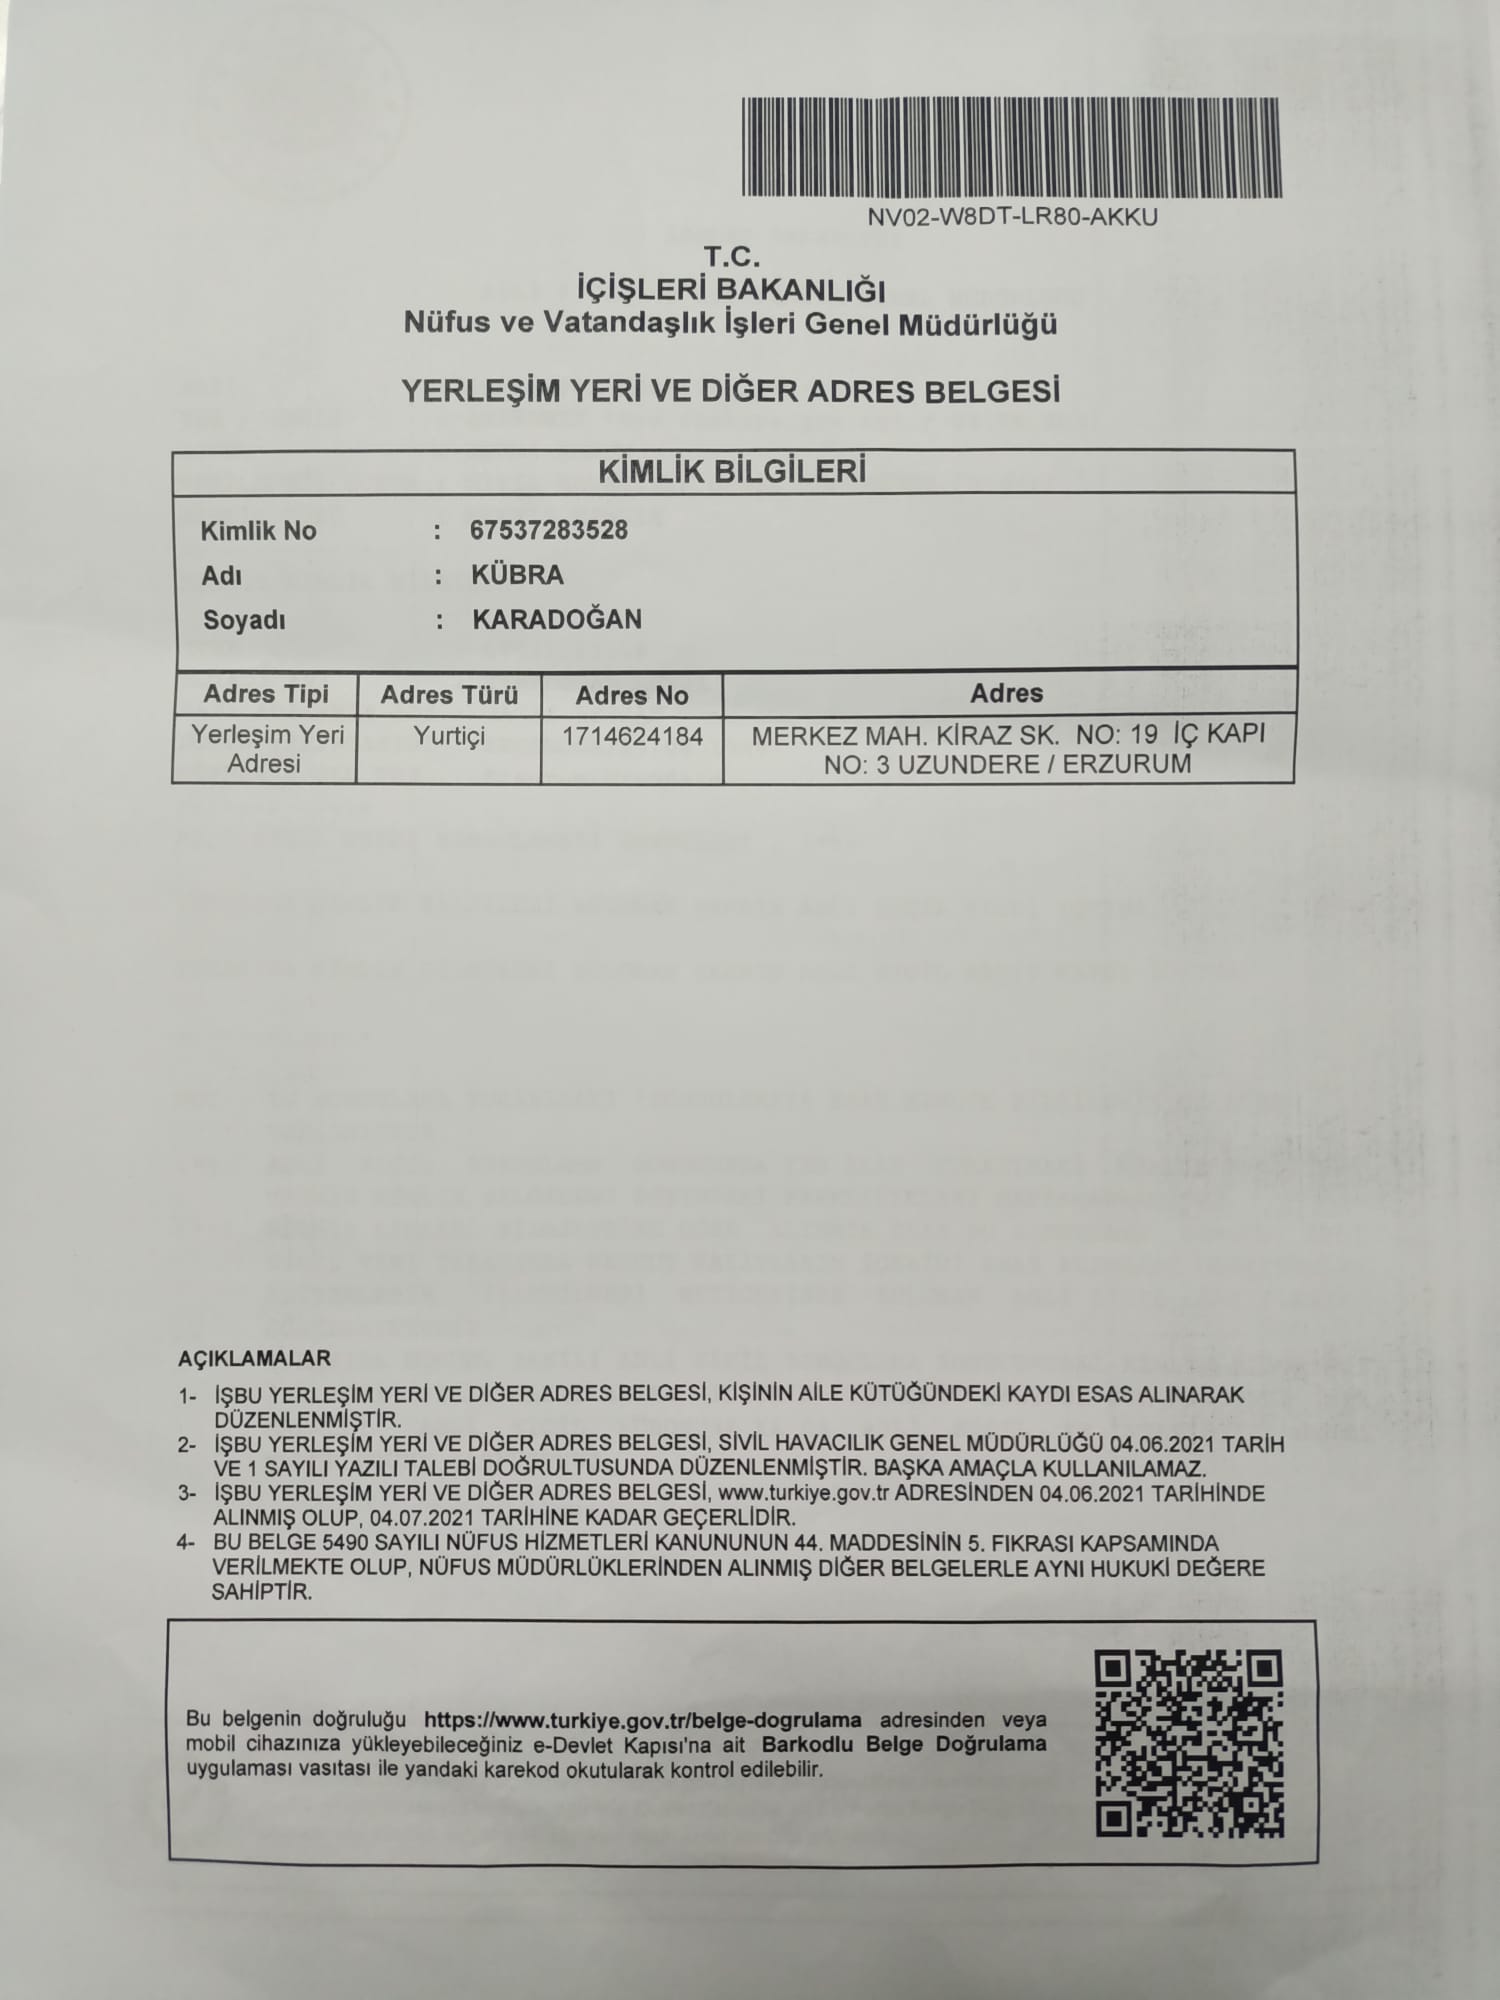 NV02-W8DT-LR80-AKKU
T.C.
İÇİŞLERİ BAKANLIĞI
Nüfus ve Vatandaşlık İşleri Genel Müdürlüğü
YERLEŞİM YERİ VE DİĞER ADRES BELGESİ
KİMLİK BİLGİLERİ
Kimlik No : 67537283528
Adı : KÜBRA
Soyadı : KARADOĞAN
Adres Tipi Adres Türü Adres No Adres
Yerleşim Yeri Yurtiçi 1714624184 MERKEZ MAH. KİRAZ SK. NO: 19 İÇ KAPI
Adresi NO: 3 UZUNDERE / ERZURUM
AÇIKLAMALAR
1- İŞBU YERLEŞİM YERİ VE DİĞER ADRES BELGESİ, KİŞİNİN AİLE KÜTÜĞÜNDEKİ KAYDI ESAS ALINARAK
DÜZENLENMİŞTİR.
2- İŞBU YERLEŞİM YERİ VE DİĞER ADRES BELGESİ, SİVİL HAVACILIK GENEL MÜDÜRLÜĞÜ 04.06.2021 TARİH
VE 1 SAYILI YAZILI TALEBİ DOĞRULTUSUNDA DÜZENLENMİŞTİR. BAŞKA AMAÇLA KULLANILAMAZ.
3- İŞBU YERLEŞİM YERİ VE DİĞER ADRES BELGESİ, www.turkiye.gov.tr ADRESİNDEN 04.06.2021 TARİHİNDE
ALINMIŞ OLUP, 04.07.2021 TARİHİNE KADAR GEÇERLİDİR.
4- BU BELGE 5490 SAYILI NÜFUS HİZMETLERİ KANUNUNUN 44. MADDESİNİN 5. FIKRASI KAPSAMINDA
VERİLMEKTE OLUP, NÜFUS MÜDÜRLÜKLERİNDEN ALINMIŞ DİĞER BELGELERLE AYNI HUKUKİ DEĞERE
SAHİPTİR.
Bu belgenin doğruluğu https://www.turkiye.gov.tr/belge-dogrulama adresinden veya
mobil cihazınıza yükleyebileceğiniz e-Devlet Kapısı'na ait Barkodlu Belge Doğrulama
uygulaması vasıtası ile yandaki karekod okutularak kontrol edilebilir.